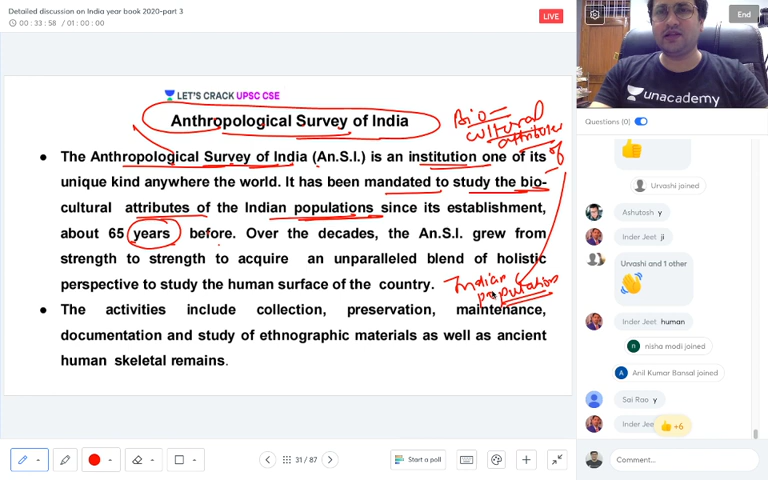 Detailed discussion on India year book 2020-part 3
00 : 33 : 58 / 01 : 00 : 00
LIVE
End
LET'S CRACK UPSC CSE
Anthropological Survey of India
Bio-
cultural
attributes
of
The Anthropological Survey of India (An.S.I.) is an institution one of its
unique kind anywhere the world. It has been mandated to study the bio-
cultural attributes of the Indian populations since its establishment,
about 65 years before. Over the decades, the An.S.I. grew from
strength to strength to acquire an unparalleled blend of holistic
perspective to study the human surface of the country.
Indian
populations
The activities include collection, preservation, maintenance,
documentation and study of ethnographic materials as well as ancient
human skeletal remains.
31 / 87
Start a poll
unacademy
Questions (0)
Urvashi joined
Ashutosh y
Inder Jeet ji
Urvashi and 1 other
Inder Jeet human
n nisha modi joined
A Anil Kumar Bansal joined
Sai Rao y
Inder Jee
+6
Comment...